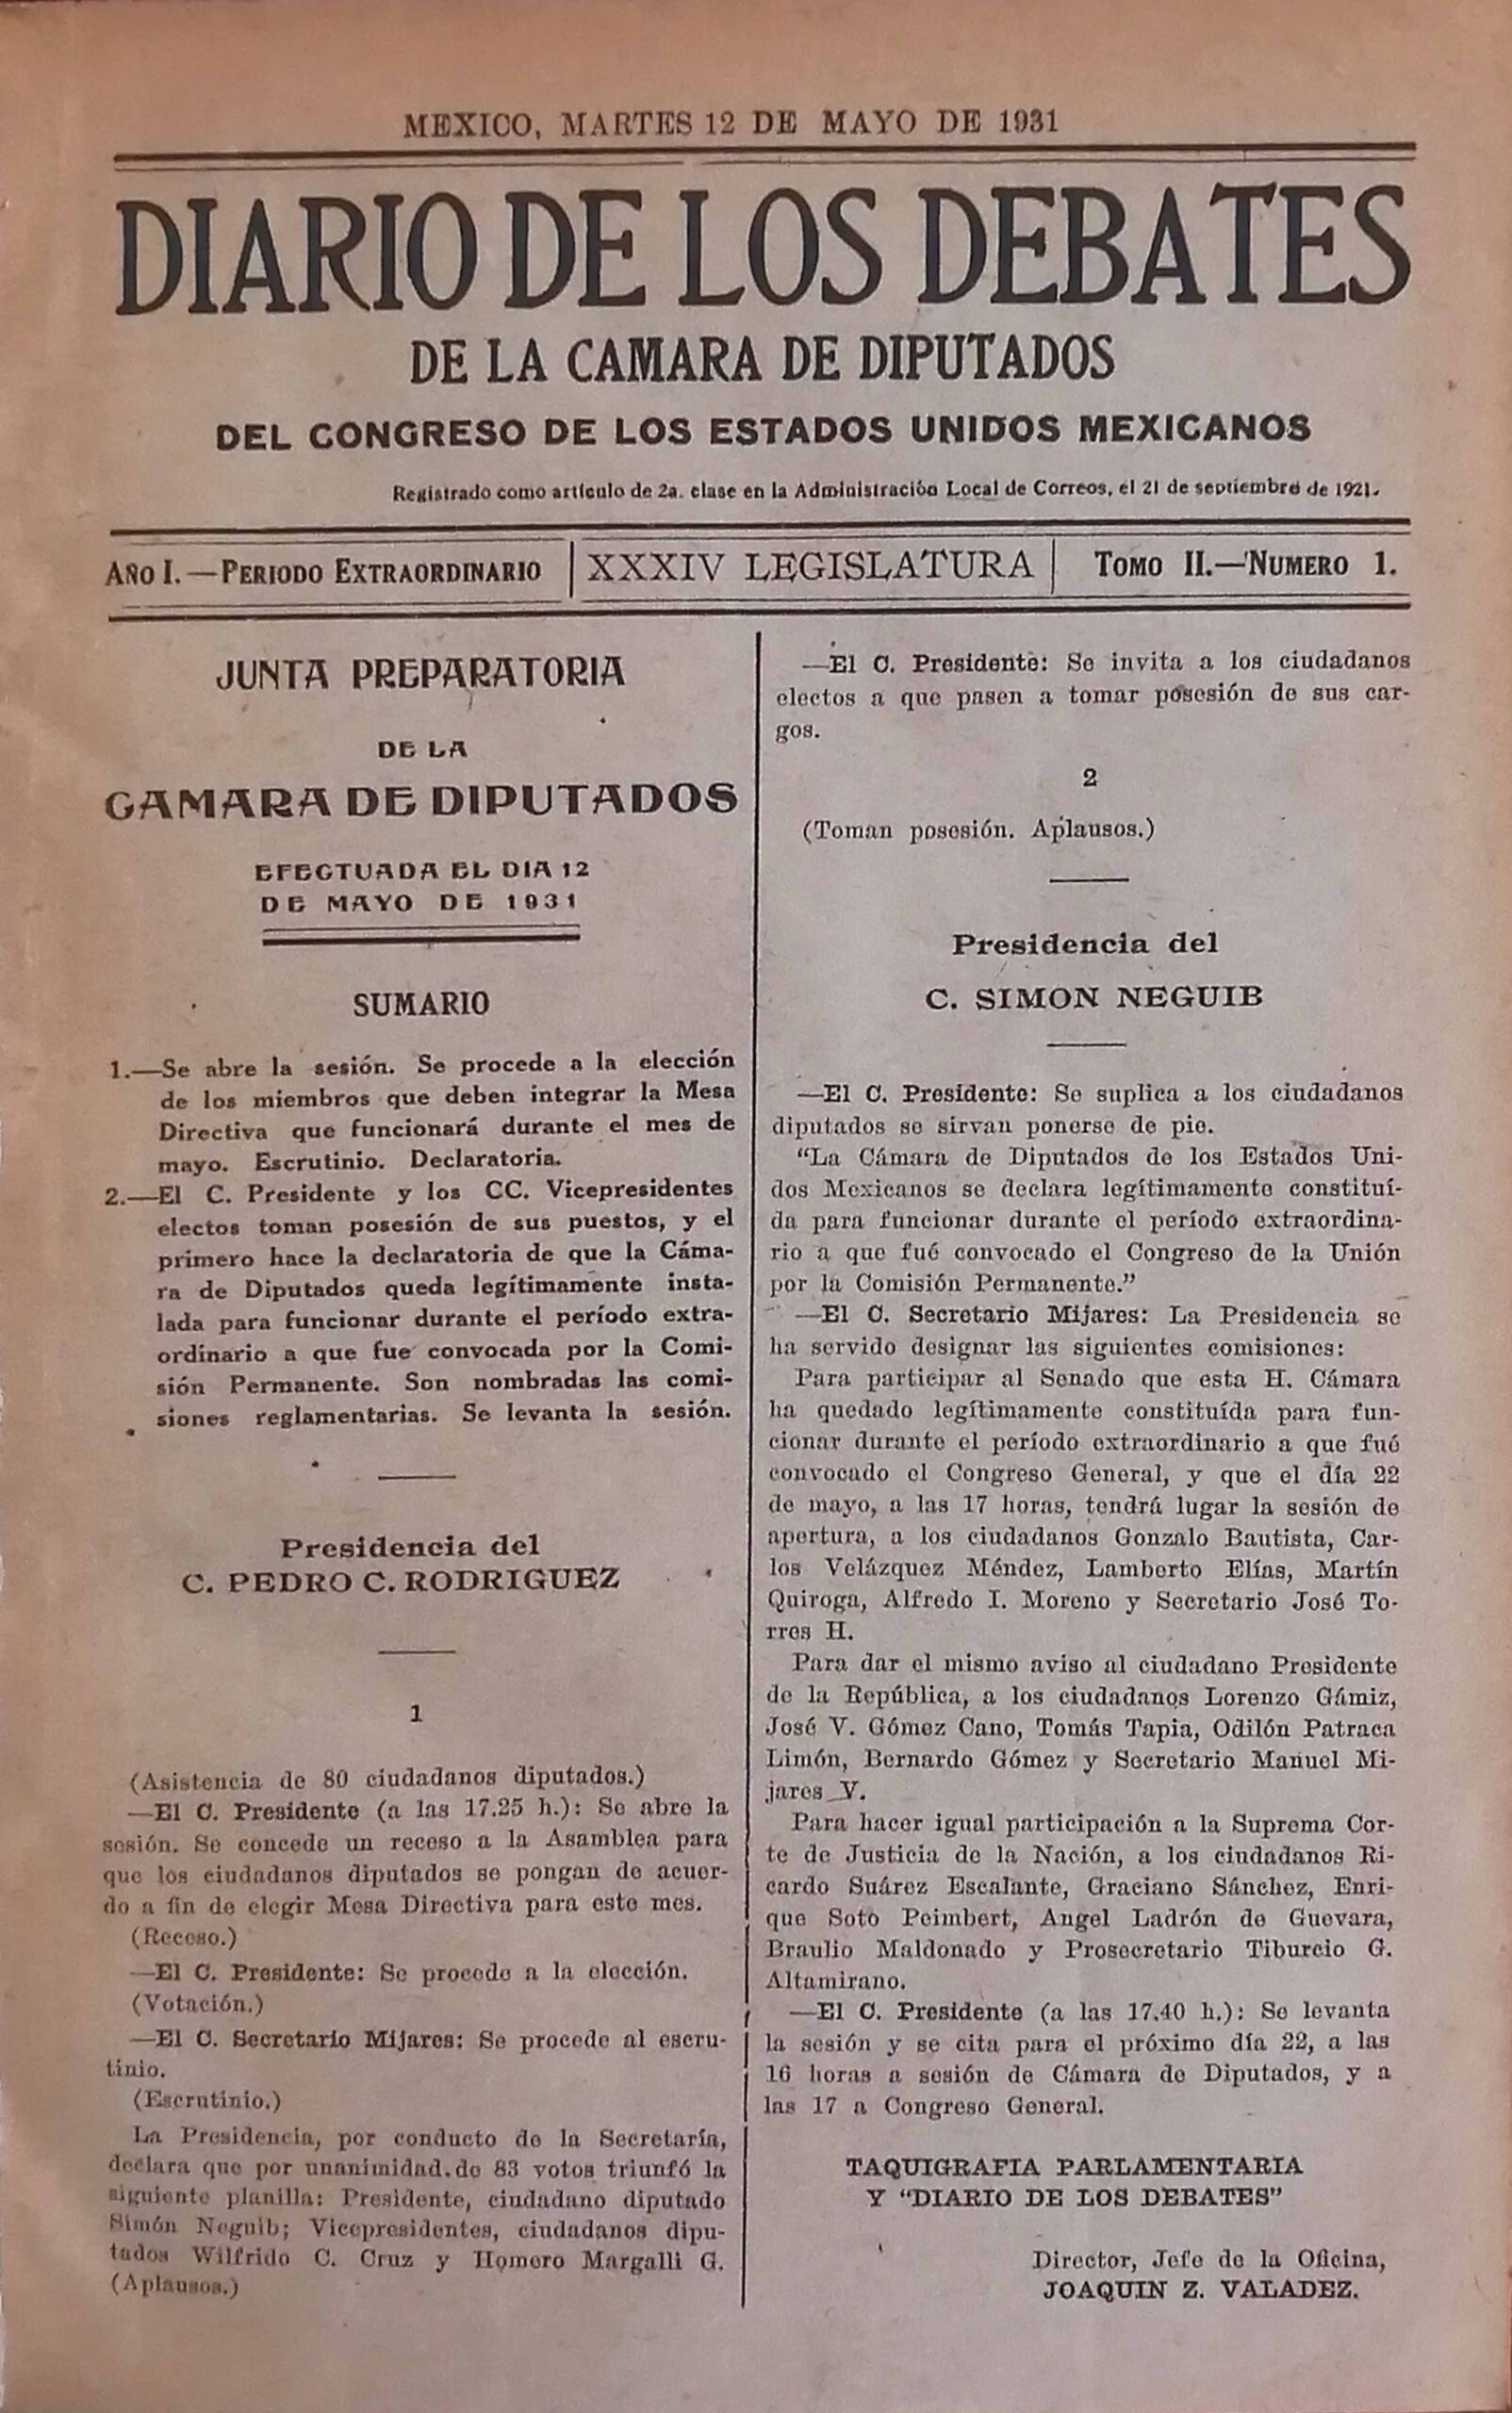 MEXICO, MARTES 12 DE MAYO DE 1931
DIARIO DE LOS DEBATES
DE LA CAMARA DE DIPUTADOS
DEL CONGRESO DE LOS ESTADOS UNIDOS MEXICANOS
Registrado como artículo de 2a. clase en la Administración Local de Correos, el 21 de septiembre de 1921.
AÑO I.—PERIODO EXTRAORDINARIO
XXXIV LEGISLATURA
TOMO II.—NUMERO 1.
JUNTA PREPARATORIA
DE LA
CAMARA DE DIPUTADOS
EFECTUADA EL DIA 12
DE MAYO DE 1931
SUMARIO
1.—Se abre la sesión. Se procede a la elección
de los miembros que deben integrar la Mesa
Directiva que funcionará durante el mes de
mayo. Escrutinio. Declaratoria.
2.—El C. Presidente y los CC. Vicepresidentes
electos toman posesión de sus puestos, y el
primero hace la declaratoria de que la Cáma-
ra de Diputados queda legítimamente insta-
lada para funcionar durante el período extra-
ordinario a que fue convocada por la Comi-
sión Permanente. Son nombradas las comi-
siones reglamentarias. Se levanta la sesión.
Presidencia del
C. PEDRO C. RODRIGUEZ
1
(Asistencia de 80 ciudadanos diputados.)
—El C. Presidente (a las 17.25 h.): Se abre la
sesión. Se concede un receso a la Asamblea para
que los ciudadanos diputados se pongan de acuer-
do a fin de elegir Mesa Directiva para este mes.
(Receso.)
—El C. Presidente: Se procede a la elección.
(Votación.)
—El C. Secretario Mijares: Se procede al escru-
tinio.
(Escrutinio.)
La Presidencia, por conducto de la Secretaría,
declara que por unanimidad de 83 votos triunfó la
siguiente planilla: Presidente, ciudadano diputado
Simón Neguib; Vicepresidentes, ciudadanos dipu-
tados Wilfrido C. Cruz y Homero Margalli G.
(Aplausos.)
—El C. Presidente: Se invita a los ciudadanos
electos a que pasen a tomar posesión de sus car-
gos.
2
(Toman posesión. Aplausos.)
Presidencia del
C. SIMON NEGUIB
—El C. Presidente: Se suplica a los ciudadanos
diputados se sirvan ponerse de pie.
“La Cámara de Diputados de los Estados Uni-
dos Mexicanos se declara legítimamente constituí-
da para funcionar durante el período extraordina-
rio a que fué convocado el Congreso de la Unión
por la Comisión Permanente.”
—El C. Secretario Mijares: La Presidencia se
ha servido designar las siguientes comisiones:
Para participar al Senado que esta H. Cámara
ha quedado legítimamente constituída para fun-
cionar durante el período extraordinario a que fué
convocado el Congreso General, y que el día 22
de mayo, a las 17 horas, tendrá lugar la sesión de
apertura, a los ciudadanos Gonzalo Bautista, Car-
los Velázquez Méndez, Lamberto Elías, Martín
Quiroga, Alfredo I. Moreno y Secretario José To-
rres H.
Para dar el mismo aviso al ciudadano Presidente
de la República, a los ciudadanos Lorenzo Gámiz,
José V. Gómez Cano, Tomás Tapia, Odilón Patraca
Limón, Bernardo Gómez y Secretario Manuel Mi-
jares V.
Para hacer igual participación a la Suprema Cor-
te de Justicia de la Nación, a los ciudadanos Ri-
cardo Suárez Escalante, Graciano Sánchez, Enri-
que Soto Peimbert, Angel Ladrón de Guevara,
Braulio Maldonado y Prosecretario Tiburcio G.
Altamirano.
—El C. Presidente (a las 17.40 h.): Se levanta
la sesión y se cita para el próximo día 22, a las
16 horas a sesión de Cámara de Diputados, y a
las 17 a Congreso General.
TAQUIGRAFIA PARLAMENTARIA
Y “DIARIO DE LOS DEBATES”
Director, Jefe de la Oficina,
JOAQUIN Z. VALADEZ.